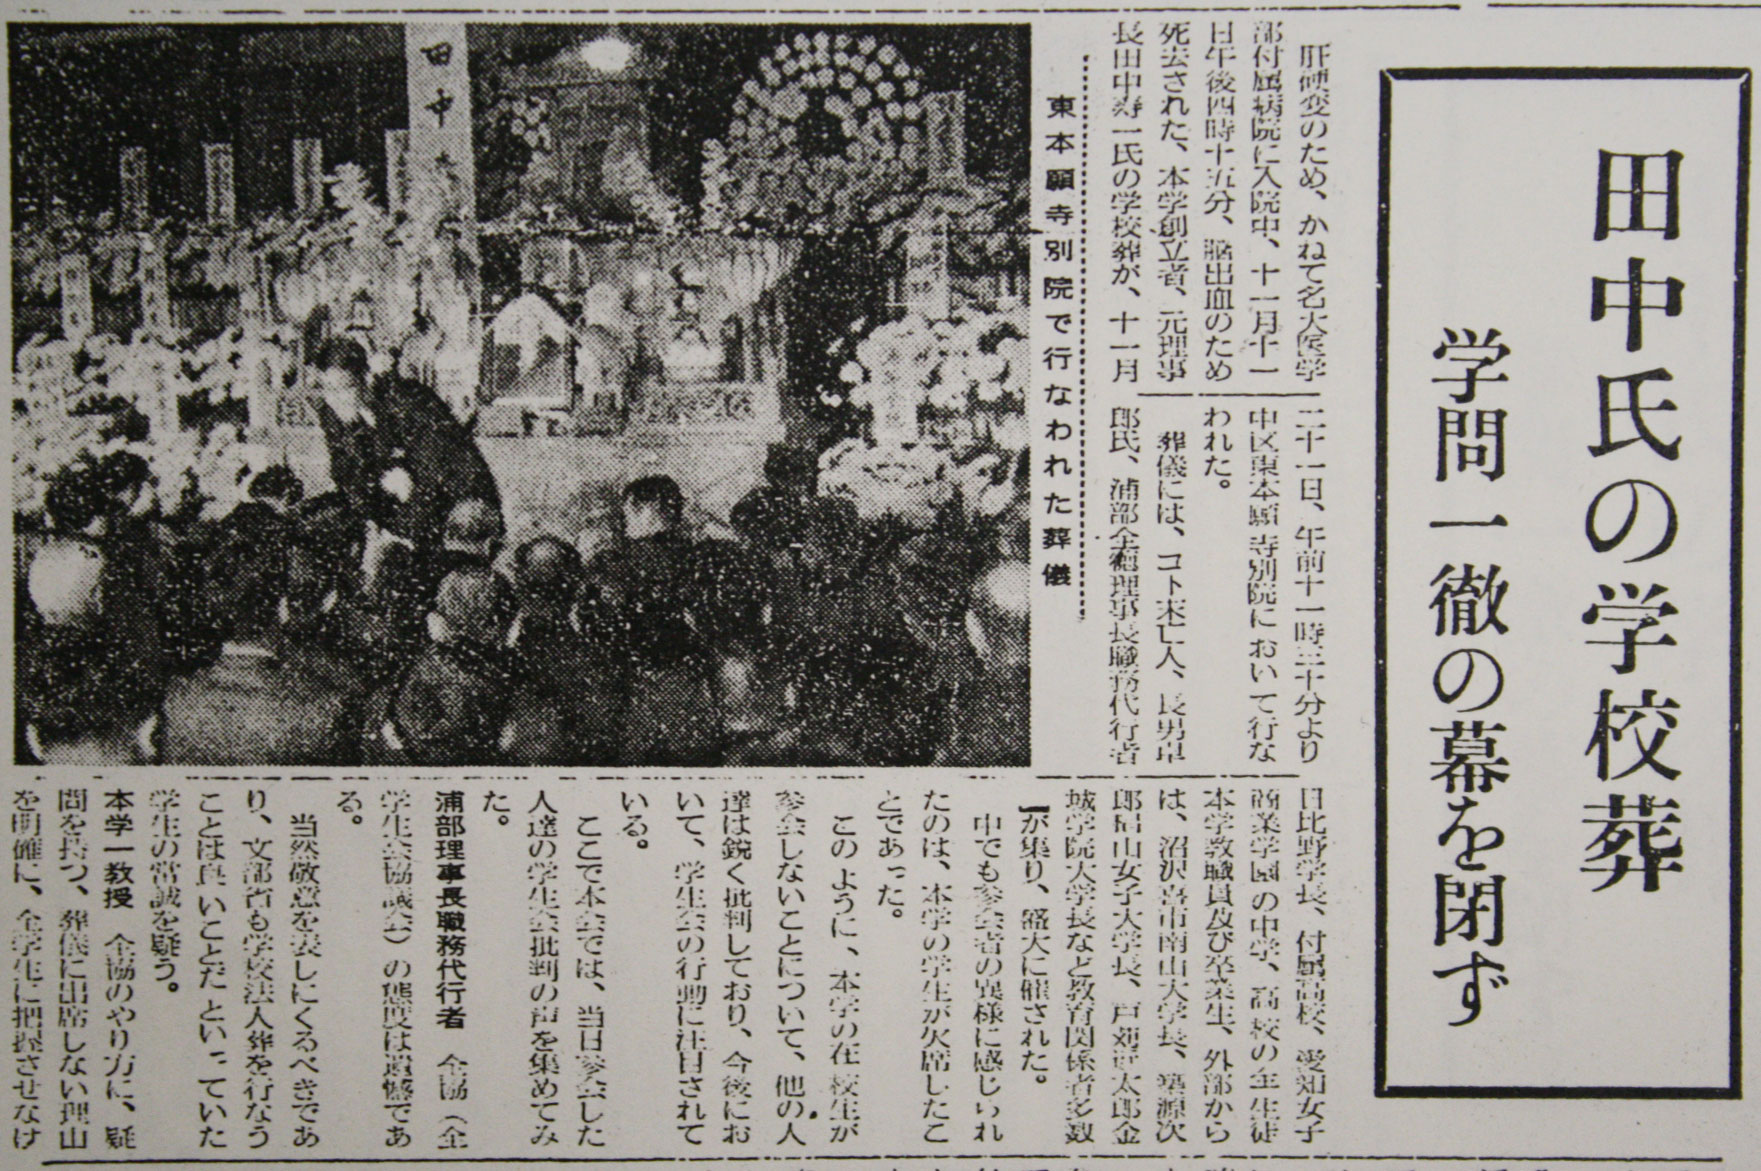 田中氏の学校葬
学問一徹の幕を閉ず
肝硬変のため、かねて名大医学
部付属病院に入院中、十一月十一
日午後四時十五分、脳出血のため
死去された、本学創立者、元理事
長田中寿一氏の学校葬が、十一月
二十一日、午前十一時三十分より
中区東本願寺別院において行な
われた。
葬儀には、コト未亡人、長男卓
郎氏、浦部全徳理事長職務代行者
日比野学長、付属高校、愛知女子
商業学園の中学、高校の全生徒
本学教職員及び卒業生、外部から
は、沼沢喜市南山大学長、
郎椙山女子大学長、戸苅近太郎金
城学院大学長など教育関係者多数
が集り、盛大に催された。
中でも参会者の異様に感じられ
たのは、本学の学生が欠席したこ
とであった。
このように、本学の在校生が
参会しないことについて、他の人
達は鋭く批判しており、今後にお
いて、学生会の行動に注目されて
いる。
ここで本会では、当日参会した
人達の学生会批判の声を集めてみ
た。
浦部理事長職務代行者 全協(全
学生会協議会)の態度は遺憾であ
る。
当然敬意を表しにくるべきであ
り、文部省も学校法人葬を行なう
ことは良いことだといっていた
学生の常識を疑う。
本学一教授 全協のやり方に、疑
問を持つ、葬儀に出席しない理由
を明確に、全学生に把握させなけ
東本願寺別院で行なわれた葬儀
田中